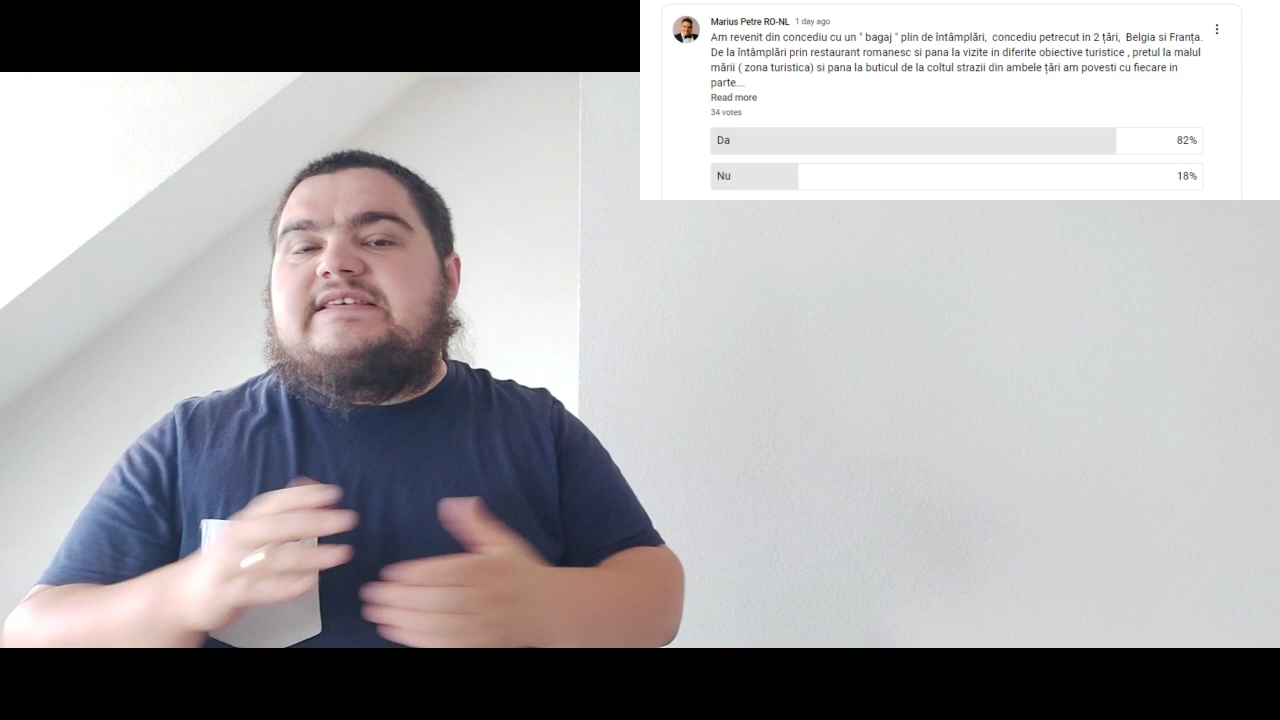 Marius Petre RO-NL 1 day ago
Am revenit din concediu cu un " bagaj " plin de întâmplări, concediu petrecut in 2 țări, Belgia si Franța.
De la întâmplări prin restaurant romanesc si pana la vizite in diferite obiective turistice , pretul la malul
mării ( zona turistica) si pana la buticul de la coltul strazii din ambele țări am povesti cu fiecare in
parte...
Read more
34 votes
Da 82%
Nu 18%